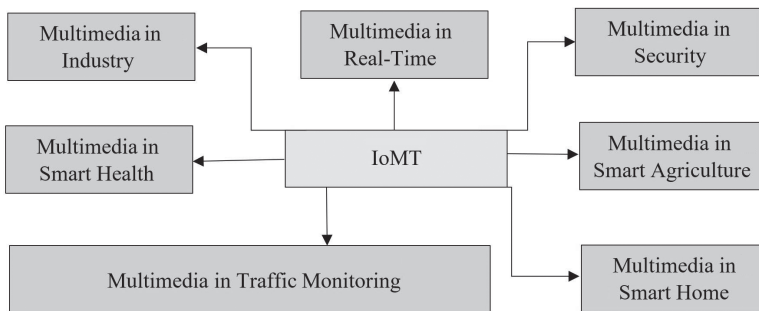 Multimedia in
Industry
Multimedia in
Real-Time
Multimedia in
Security
Multimedia in
Smart Health
IoMT
Multimedia in
Smart Agriculture
Multimedia in Traffic Monitoring
Multimedia in
Smart Home